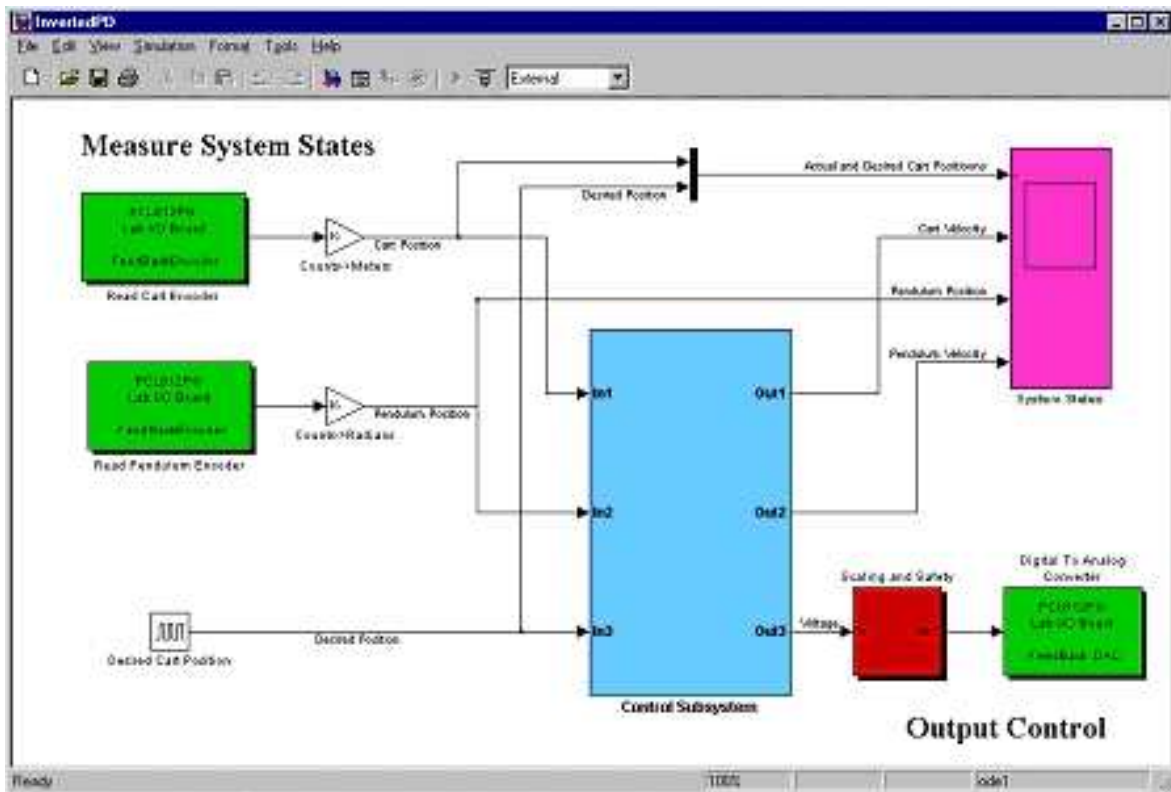 InvertedPD
File Edit View Simulation Format Tools Help
External
Measure System States
Actual and Desired Cart Positions
Desired Position
PCL812PG
Lab I/O Board
FeedBackEncoder
Cart Position
Counts->Meters
Read Cart Encoder
Cart Velocity
Pendulum Position
Pendulum Velocity
System States
PCL812PG
Lab I/O Board
FeedBackEncoder
Pendulum Position
Counts->Radians
Read Pendulum Encoder
In1
Out1
In2
Out2
In3
Out3
Control Subsystem
Desired Position
Desired Cart Position
Voltage
Scaling and Safety
Digital To Analog
Converter
PCL812PG
Lab I/O Board
FeedBack DAC
Output Control
Ready
100%
ode1